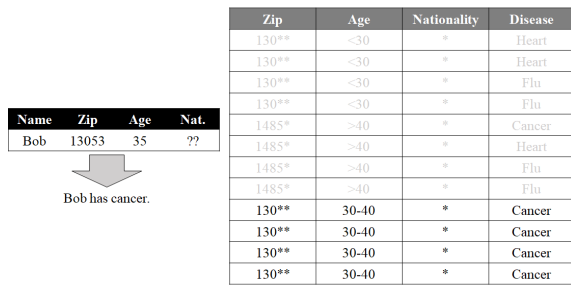 Name Zip Age Nat.
Bob 13053 35 ??
Bob has cancer.
Zip Age Nationality Disease
130** <30 * Heart
130** <30 * Heart
130** <30 * Flu
130** <30 * Flu
1485* >40 * Cancer
1485* >40 * Heart
1485* >40 * Flu
1485* >40 * Flu
130** 30-40 * Cancer
130** 30-40 * Cancer
130** 30-40 * Cancer
130** 30-40 * Cancer